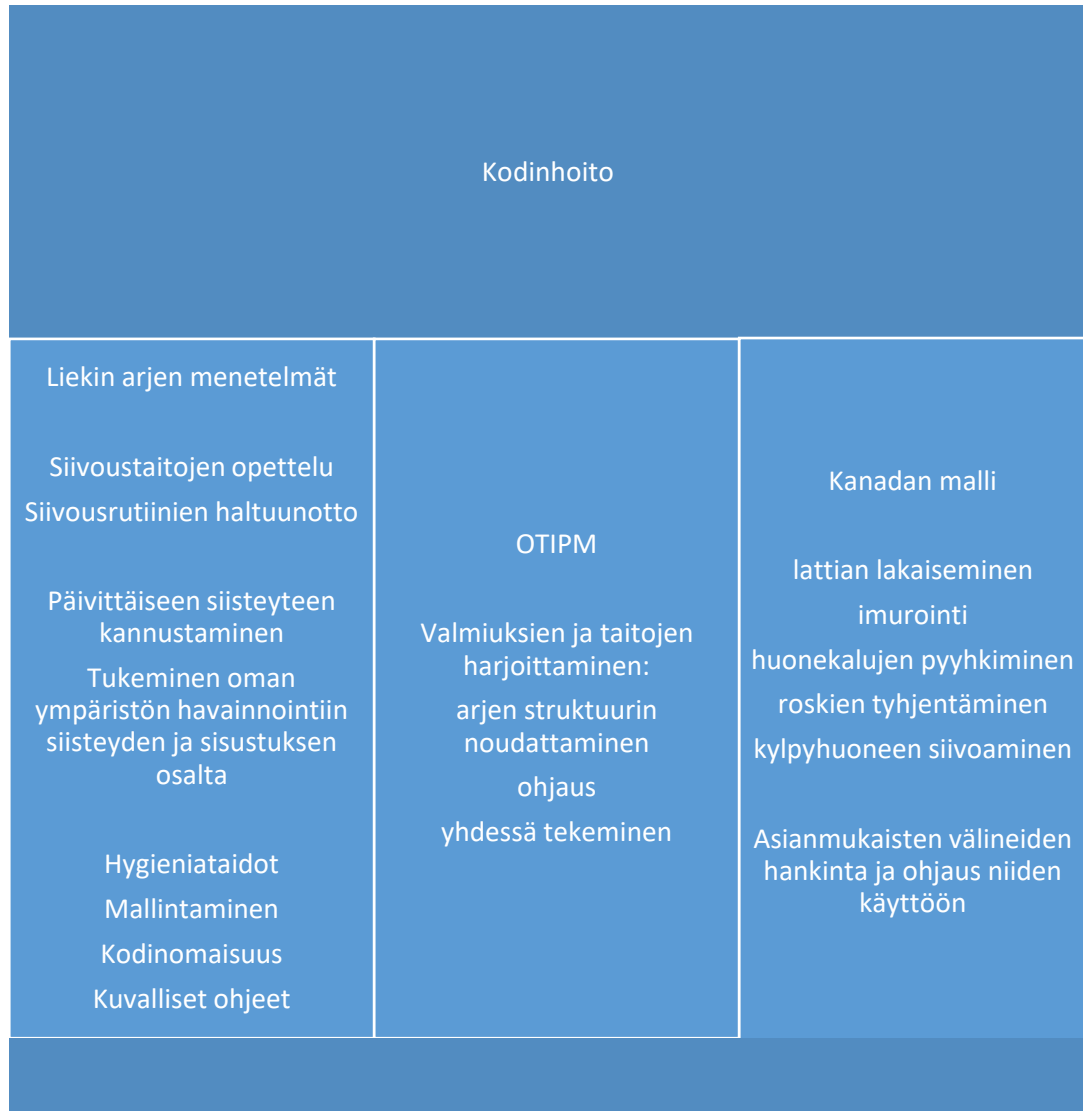 Kodinhoito
Liekin arjen menetelmät
Siivoustaitojen opettelu
Siivousrutiinien haltuunotto
Päivittäiseen siisteyteen
kannustaminen
Tukeminen oman
ympäristön havainnointiin
siisteyden ja sisustuksen
osalta
Hygieniataidot
Mallintaminen
Kodinomaisuus
Kuvalliset ohjeet
OTIPM
Valmiuksien ja taitojen
harjoittaminen:
arjen struktuurin
noudattaminen
ohjaus
yhdessä tekeminen
Kanadan malli
lattian lakaiseminen
imurointi
huonekalujen pyyhkiminen
roskien tyhjentäminen
kylpyhuoneen siivoaminen
Asianmukaisten välineiden
hankinta ja ohjaus niiden
käyttöön